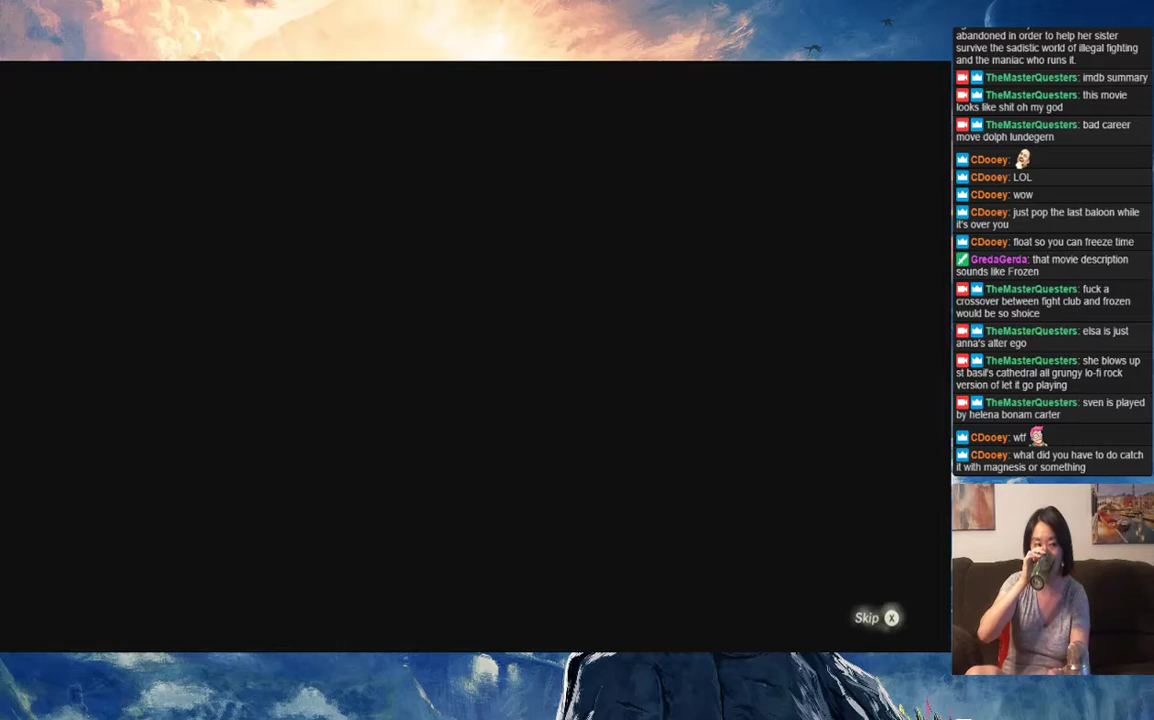 abandoned in order to help her sister
survive the sadistic world of illegal fighting
and the maniac who runs it.
TheMasterQuesters: imdb summary
TheMasterQuesters: this movie
looks like shit oh my god
TheMasterQuesters: bad career
move dolph lundegern
CDooey:
CDooey: LOL
CDooey: wow
CDooey: just pop the last baloon while
it's over you
CDooey: float so you can freeze time
GredaGerda: that movie description
sounds like Frozen
TheMasterQuesters: fuck a
crossover between fight club and frozen
would be so shoice
TheMasterQuesters: elsa is just
anna's alter ego
TheMasterQuesters: she blows up
st basil's cathedral all grungy lo-fi rock
version of let it go playing
TheMasterQuesters: sven is played
by helena bonam carter
CDooey: wtf
CDooey: what did you have to do catch
it with magnesis or something
Skip X